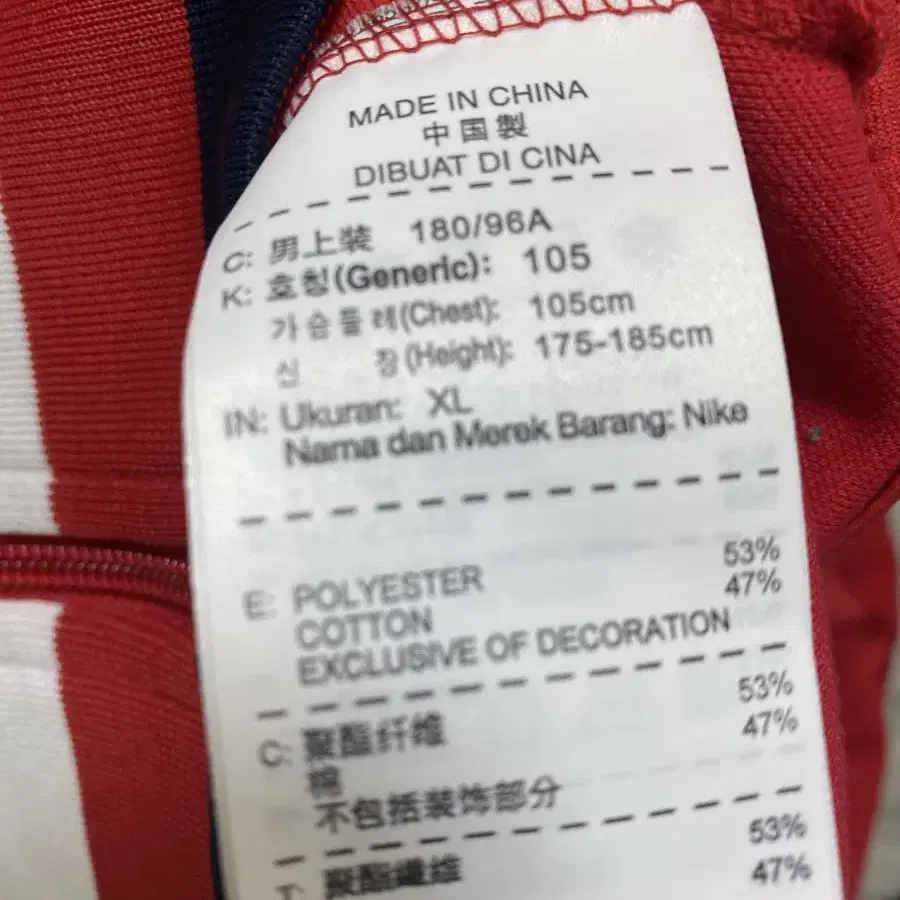 MADE IN CHINA
中国製
DIBUAT DI CINA
C: 男上装 180/96A
K: 호칭(Generic): 105
가슴둘레(Chest): 105cm
신 장(Height): 175-185cm
IN: Ukuran: XL
Nama dan Merek Barang: Nike
E: POLYESTER 53%
COTTON 47%
EXCLUSIVE OF DECORATION
C: 聚酯纤维 53%
棉 47%
不包括装饰部分
T: 聚酯纖維 53%
47%